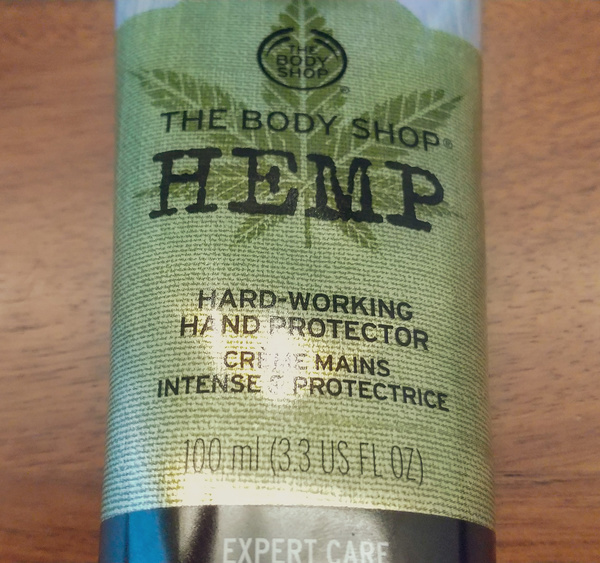 THE
BODY
SHOP
THE BODY SHOP®
HEMP
HARD-WORKING
HAND PROTECTOR
CRÈME MAINS
INTENSE & PROTECTRICE
100 ml (3.3 US FL OZ)
EXPERT CARE